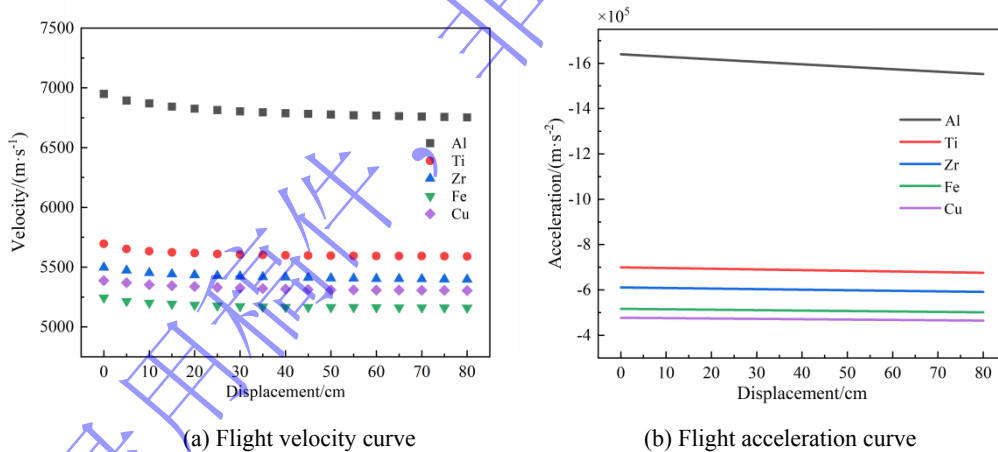 ×10⁵
7500
7000
6500
6000
5500
5000
Velocity/(m·s⁻¹)
Al
Ti
Zr
Fe
Cu
0 10 20 30 40 50 60 70 80
Displacement/cm
(a) Flight velocity curve
-16
-14
-12
-10
-8
-6
-4
Acceleration/(m·s⁻²)
Al
Ti
Zr
Fe
Cu
0 10 20 30 40 50 60 70 80
Displacement/cm
(b) Flight acceleration curve